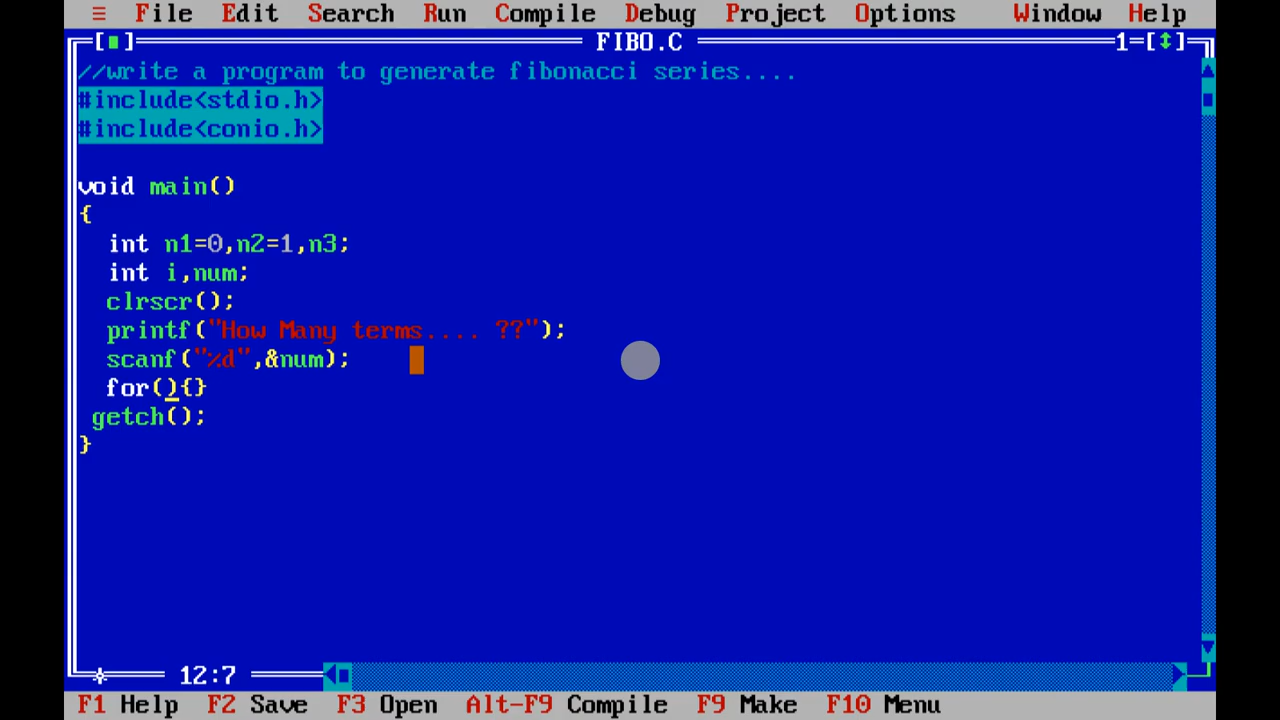 ≡ File Edit Search Run Compile Debug Project Options Window Help
[■] FIBO.C 1=[↕]
//write a program to generate fibonacci series....
#include<stdio.h>
#include<conio.h>
void main()
{
int n1=0,n2=1,n3;
int i,num;
clrscr();
printf("How Many terms.... ??");
scanf("%d",&num);
for(){}
getch();
}
12:7
F1 Help F2 Save F3 Open Alt-F9 Compile F9 Make F10 Menu